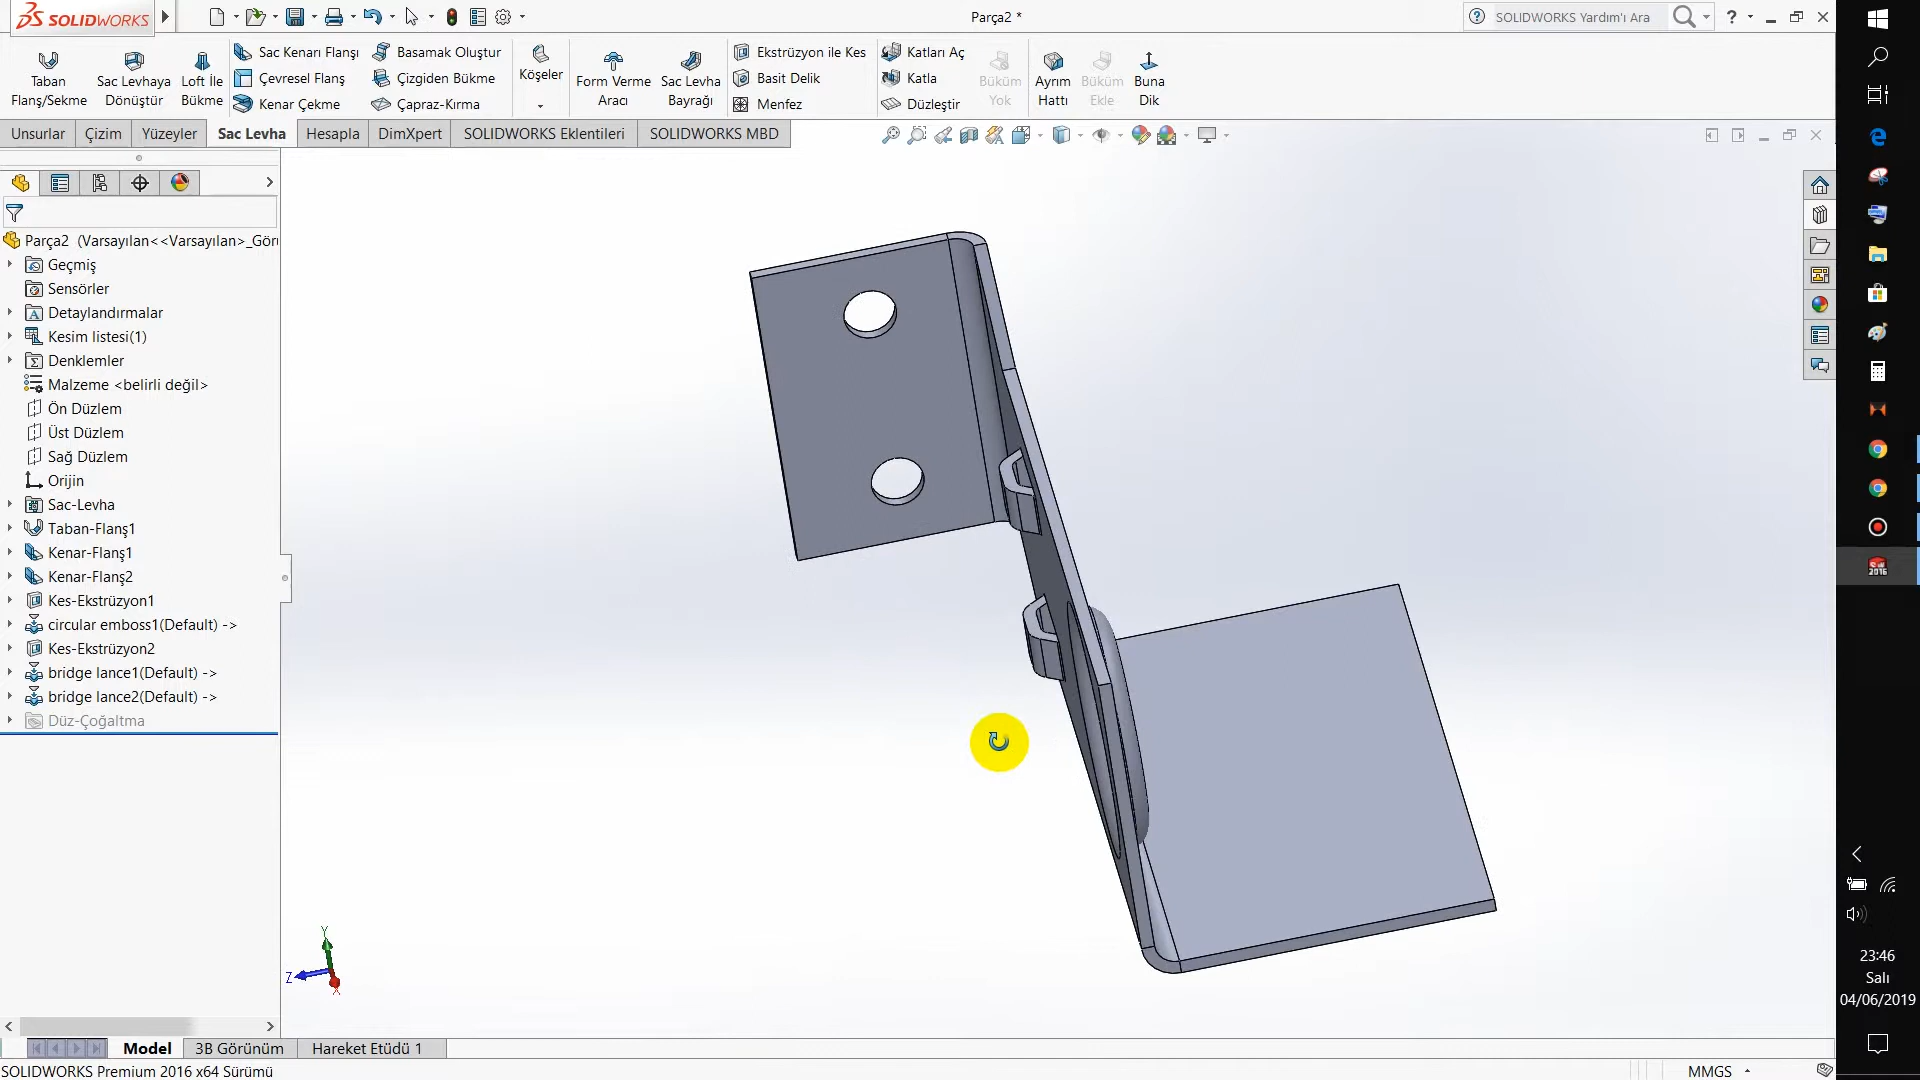 SOLIDWORKS
Parça2 *
SOLIDWORKS Yardım'ı Ara
?
Taban
Flanş/Sekme
Sac Levhaya
Dönüştür
Loft İle
Bükme
Sac Kenarı Flanşı
Çevresel Flanş
Kenar Çekme
Basamak Oluştur
Çizgiden Bükme
Çapraz-Kırma
Köşeler
Form Verme
Aracı
Sac Levha
Bayrağı
Ekstrüzyon ile Kes
Basit Delik
Menfez
Katları Aç
Katla
Düzleştir
Büküm
Yok
Ayrım
Hattı
Büküm
Ekle
Buna
Dik
Unsurlar
Çizim
Yüzeyler
Sac Levha
Hesapla
DimXpert
SOLIDWORKS Eklentileri
SOLIDWORKS MBD
Parça2 (Varsayılan<<Varsayılan>_Görü
Geçmiş
Sensörler
Detaylandırmalar
Kesim listesi(1)
Denklemler
Malzeme <belirli değil>
Ön Düzlem
Üst Düzlem
Sağ Düzlem
Orijin
Sac-Levha
Taban-Flanş1
Kenar-Flanş1
Kenar-Flanş2
Kes-Ekstrüzyon1
circular emboss1(Default) ->
Kes-Ekstrüzyon2
bridge lance1(Default) ->
bridge lance2(Default) ->
Düz-Çoğaltma
Y
Z
X
Model
3B Görünüm
Hareket Etüdü 1
SOLIDWORKS Premium 2016 x64 Sürümü
MMGS
2016
23:46
Salı
04/06/2019